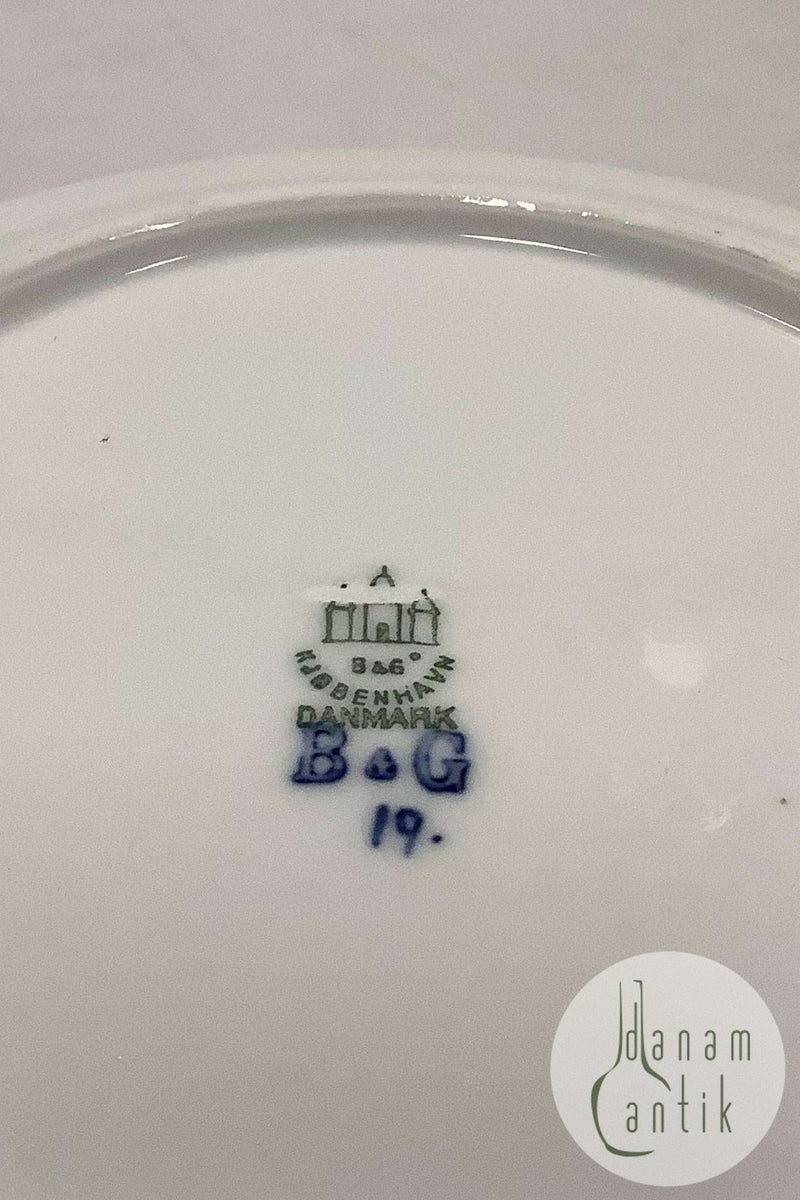 B&G
KJØBENHAVN
DANMARK
B & G
19.
danam
antik